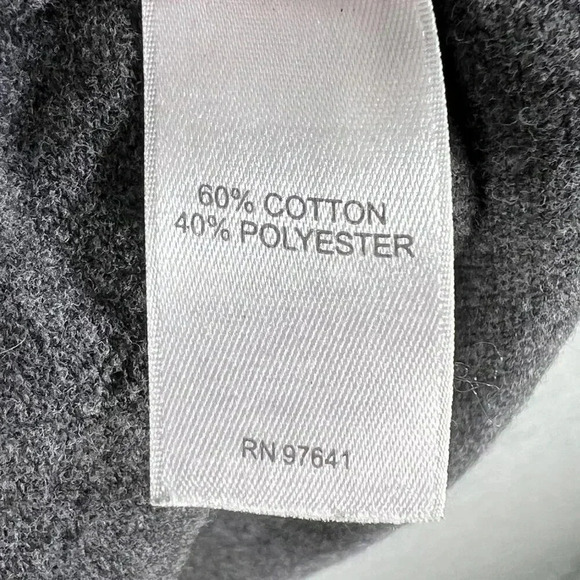 60% COTTON
40% POLYESTER
RN 97641